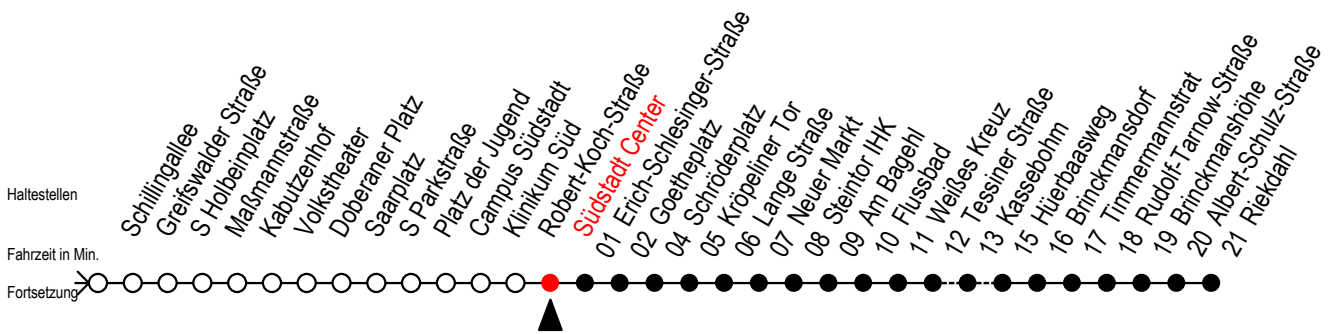 Haltestellen
Schillingallee
Greifswalder Straße
S Holbeinplatz
Maßmannstraße
Kabutzenhof
Volkstheater
Doberaner Platz
Saarplatz
S Parkstraße
Platz der Jugend
Campus Südstadt
Klinikum Süd
Robert-Koch-Straße
Südstadt Center
01 Erich-Schlesinger-Straße
02 Goetheplatz
04 Schröderplatz
05 Kröpeliner Tor
06 Lange Straße
07 Neuer Markt
08 Steintor IHK
09 Am Bagehl
10 Flussbad
11 Weißes Kreuz
12 Tessiner Straße
13 Kassebohm
15 Hüerbaasweg
16 Brinckmansdorf
17 Timmermannstrat
18 Rudolf-Tarnow-Straße
19 Brinckmanshöhe
20 Albert-Schulz-Straße
21 Riekdahl
Fahrzeit in Min.
Fortsetzung